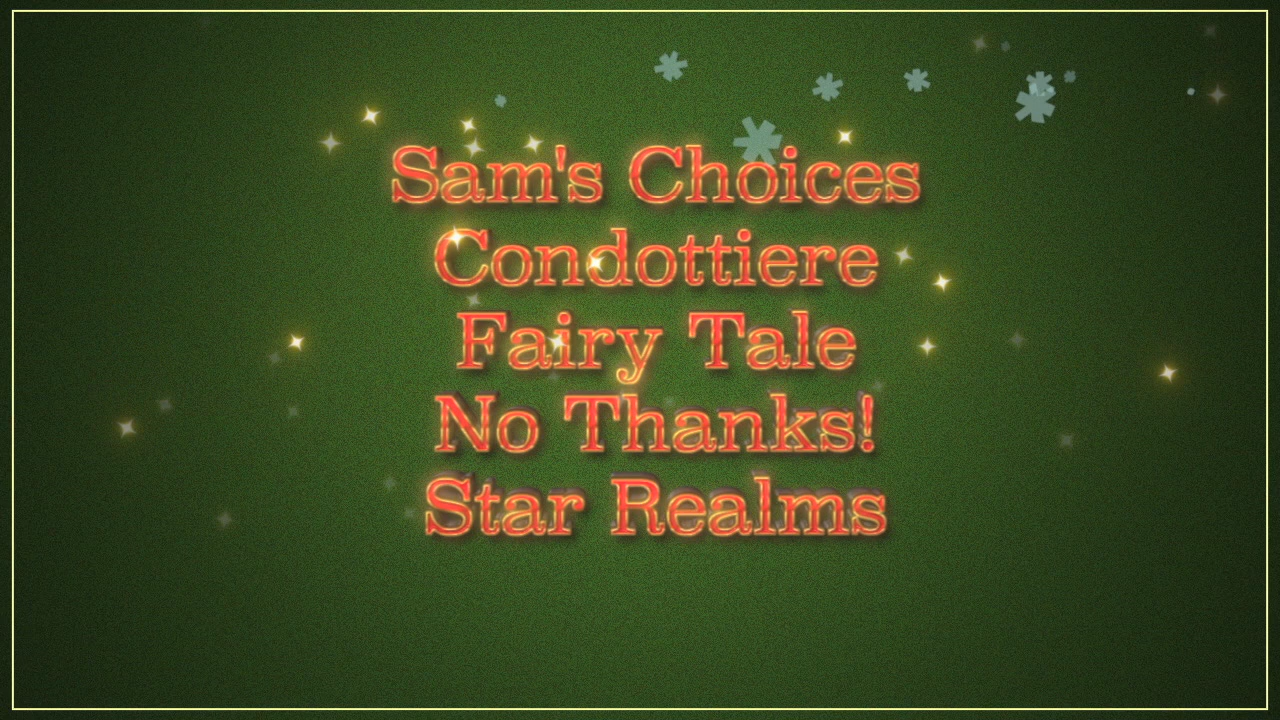 Sam's Choices
Condottiere
Fairy Tale
No Thanks!
Star Realms